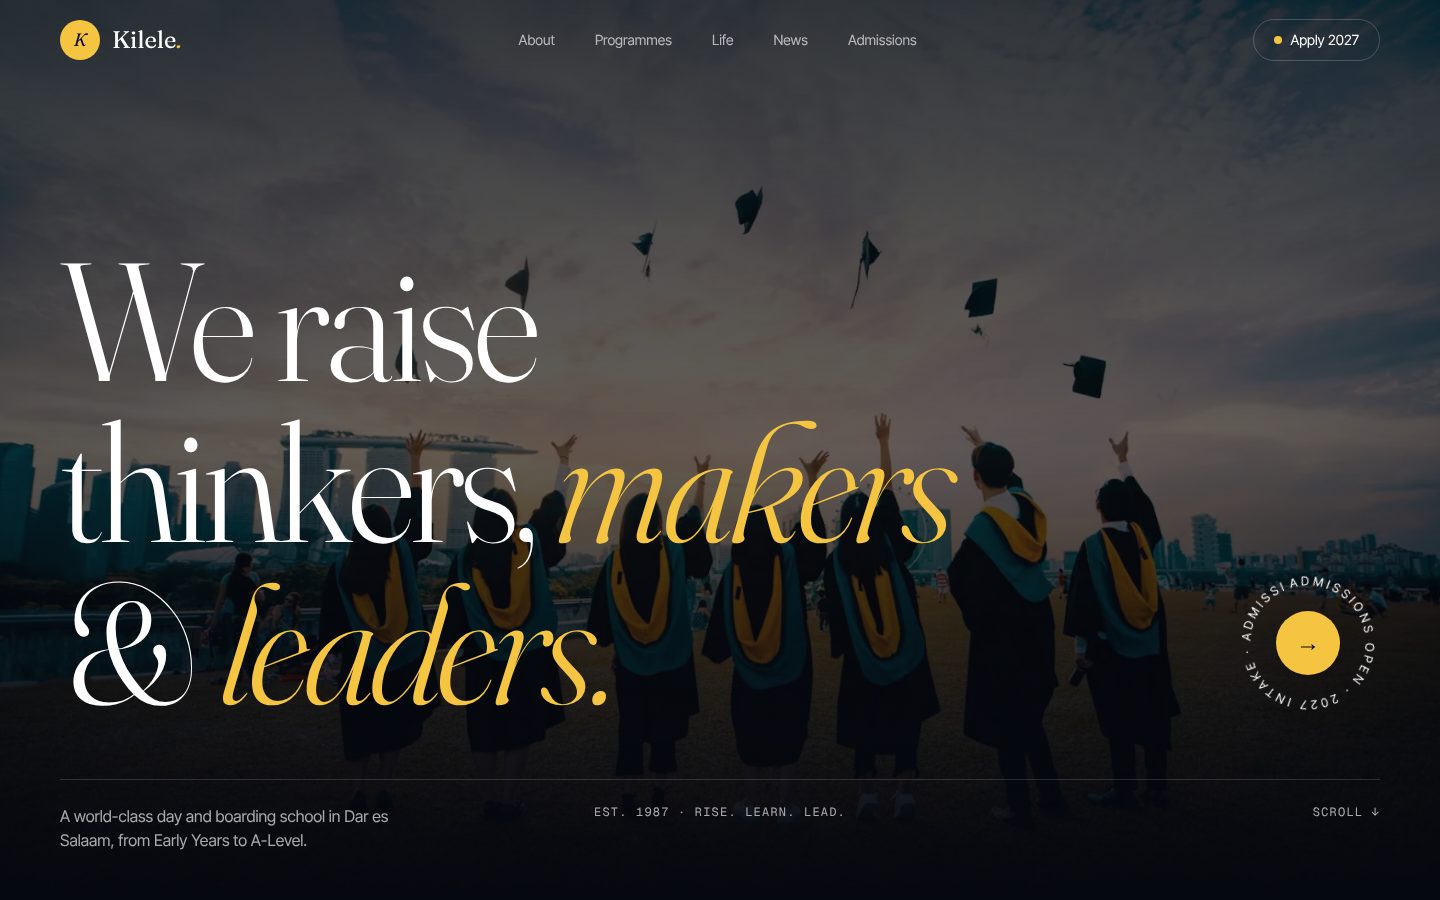 K Kilele.
About
Programmes
Life
News
Admissions
Apply 2027
We raise
thinkers, makers
& leaders.
ADMISSIONS OPEN · 2027 INTAKE · ADMISSI
→
A world-class day and boarding school in Dar es
Salaam, from Early Years to A-Level.
EST. 1987 · RISE. LEARN. LEAD.
SCROLL ↓